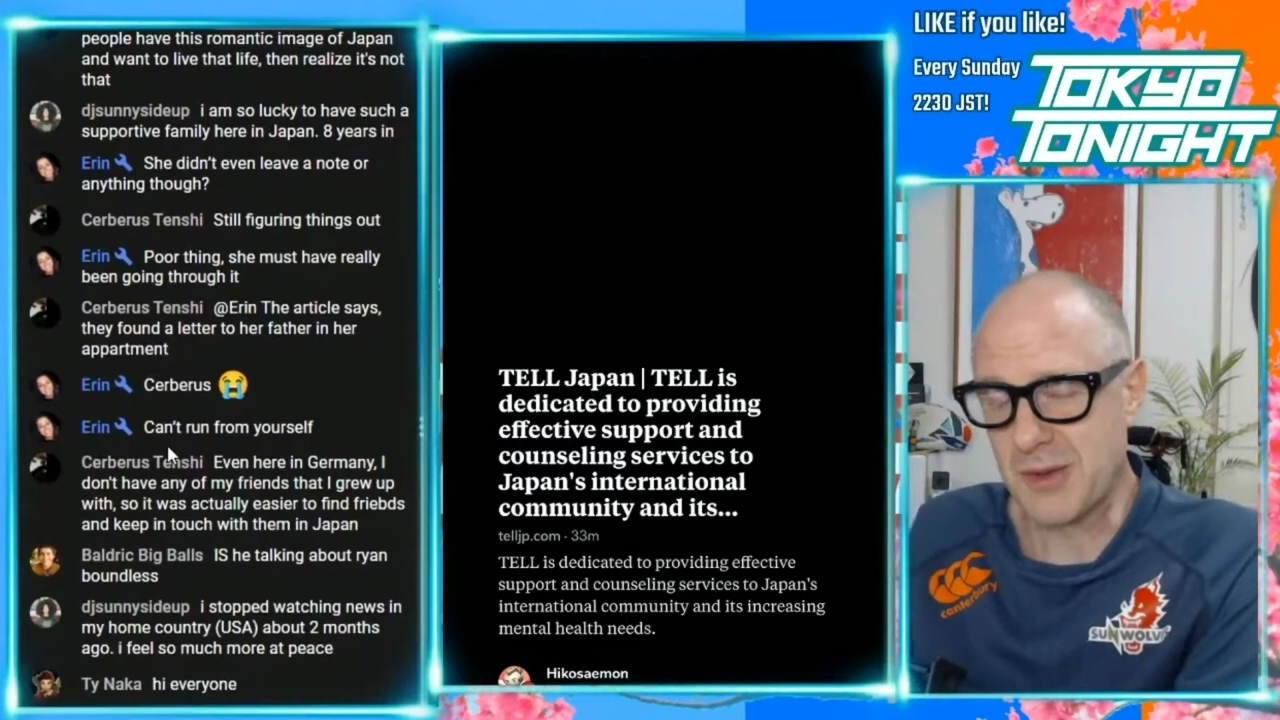 people have this romantic image of Japan
and want to live that life, then realize it's not
that
djsunnysideup i am so lucky to have such a
supportive family here in Japan. 8 years in
Erin She didn't even leave a note or
anything though?
Cerberus Tenshi Still figuring things out
Erin Poor thing, she must have really
been going through it
Cerberus Tenshi @Erin The article says,
they found a letter to her father in her
appartment
Erin Cerberus 😭
Erin Can't run from yourself
Cerberus Tenshi Even here in Germany, I
don't have any of my friends that I grew up
with, so it was actually easier to find friebds
and keep in touch with them in Japan
Baldric Big Balls IS he talking about ryan
boundless
djsunnysideup i stopped watching news in
my home country (USA) about 2 months
ago. i feel so much more at peace
Ty Naka hi everyone
TELL Japan | TELL is
dedicated to providing
effective support and
counseling services to
Japan's international
community and its...
telljp.com · 33m
TELL is dedicated to providing effective
support and counseling services to Japan's
international community and its increasing
mental health needs.
Hikosaemon
LIKE if you like!
Every Sunday
2230 JST!
TOKYO
TONIGHT
canterbury
SUNWOLV